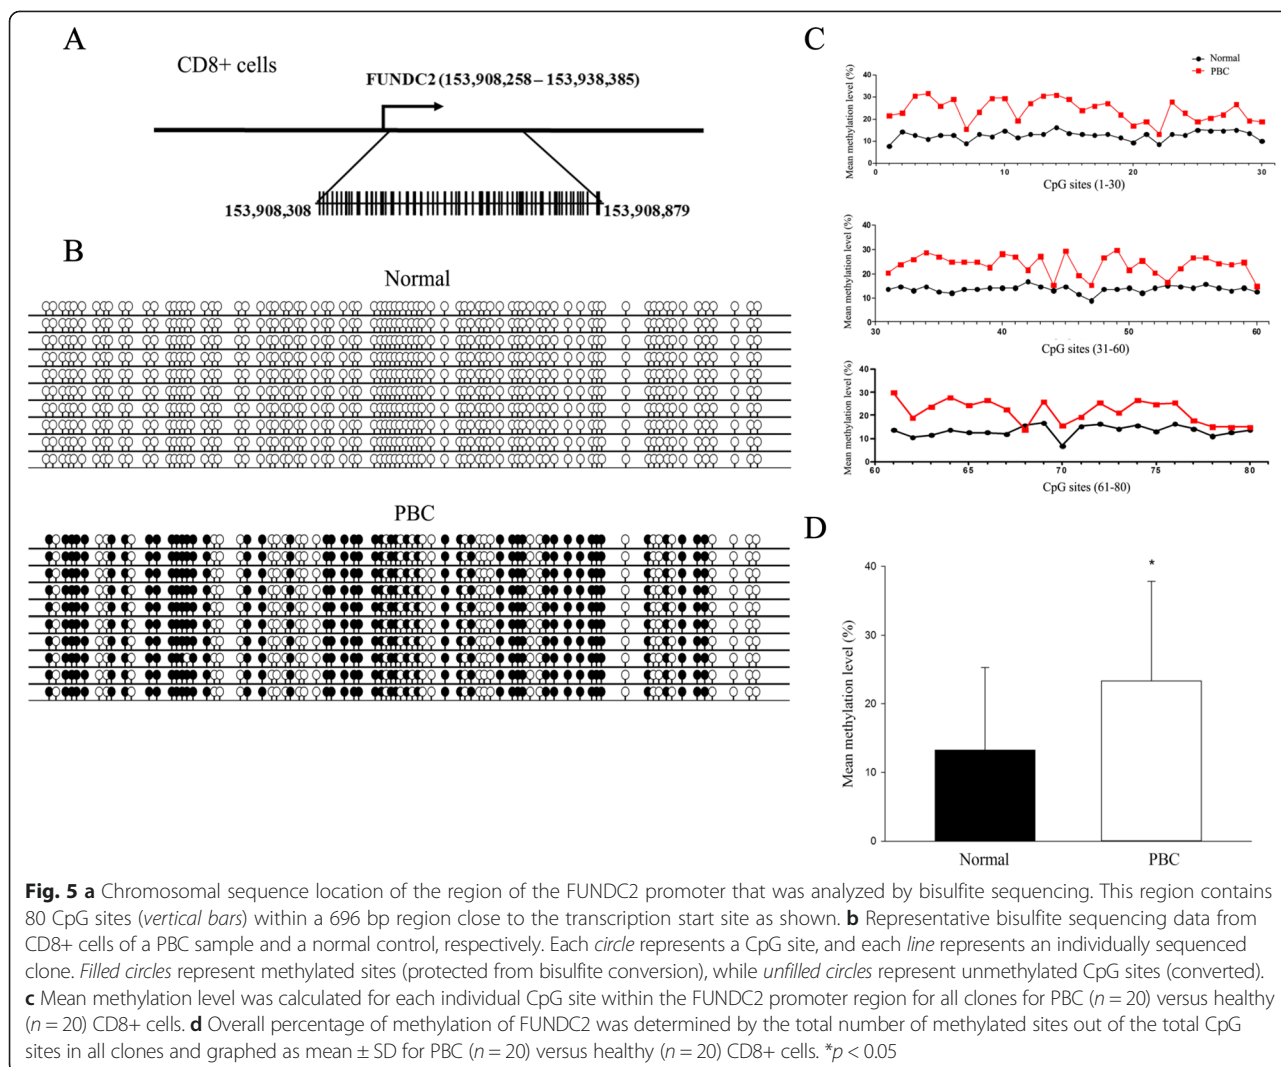 A
CD8+ cells
FUNDC2 (153,908,258 – 153,938,385)
153,908,308
153,908,879
B
Normal
PBC
C
Normal
PBC
Mean methylation level (%)
40
30
20
10
0
0
10
20
30
CpG sites (1-30)
Mean methylation level (%)
40
30
20
10
0
30
40
50
60
CpG sites (31-60)
Mean methylation level (%)
40
30
20
10
0
60
65
70
75
80
CpG sites (61-80)
D
Mean methylation level (%)
40
30
20
10
0
*
Normal
PBC
Fig. 5 a Chromosomal sequence location of the region of the FUNDC2 promoter that was analyzed by bisulfite sequencing. This region contains
80 CpG sites (vertical bars) within a 696 bp region close to the transcription start site as shown. b Representative bisulfite sequencing data from
CD8+ cells of a PBC sample and a normal control, respectively. Each circle represents a CpG site, and each line represents an individually sequenced
clone. Filled circles represent methylated sites (protected from bisulfite conversion), while unfilled circles represent unmethylated CpG sites (converted).
c Mean methylation level was calculated for each individual CpG site within the FUNDC2 promoter region for all clones for PBC (n = 20) versus healthy
(n = 20) CD8+ cells. d Overall percentage of methylation of FUNDC2 was determined by the total number of methylated sites out of the total CpG
sites in all clones and graphed as mean ± SD for PBC (n = 20) versus healthy (n = 20) CD8+ cells. *p < 0.05